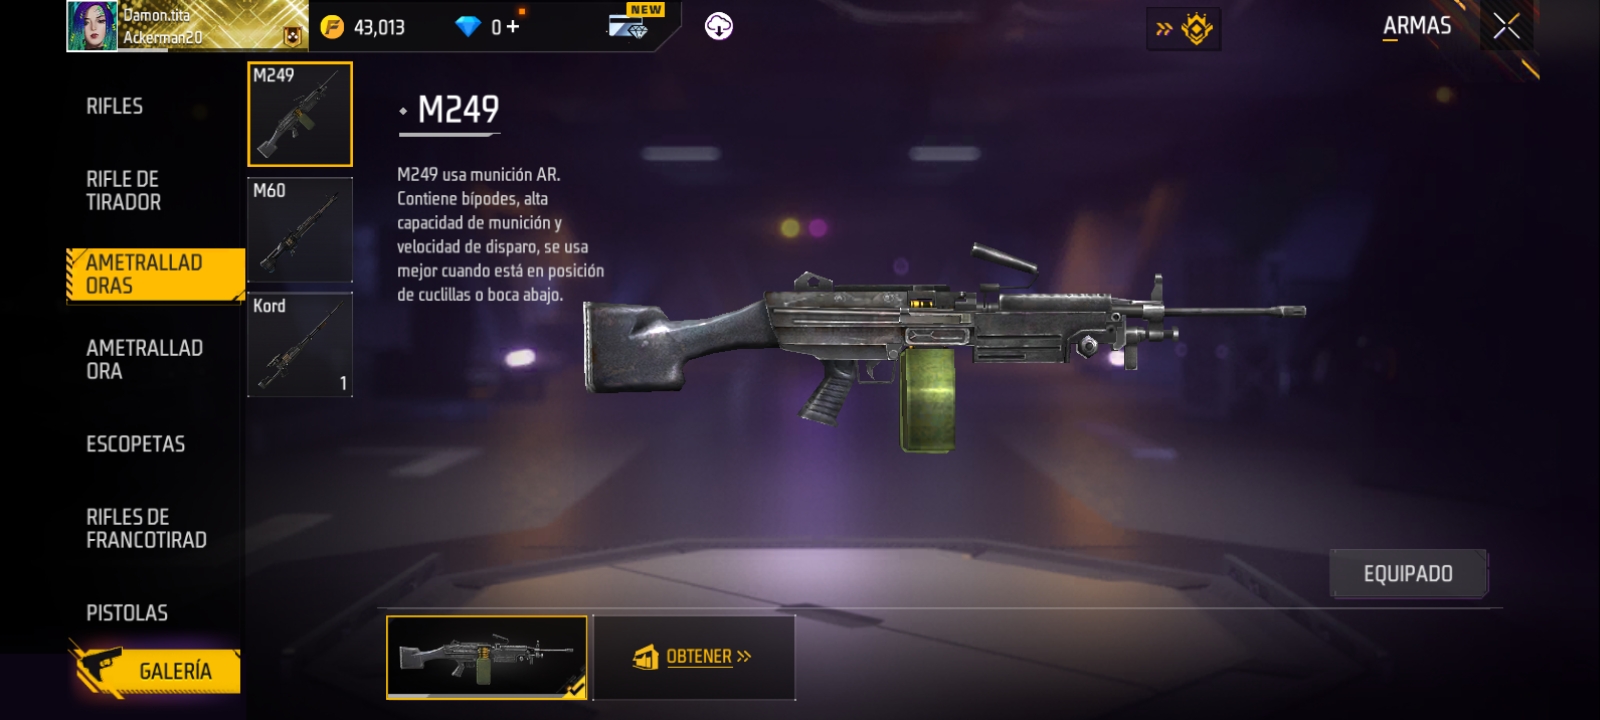 Damon.tita
Ackerman20
43,013
0 +
NEW
ARMAS
RIFLES
RIFLE DE
TIRADOR
AMETRALLAD
ORAS
AMETRALLAD
ORA
ESCOPETAS
RIFLES DE
FRANCOTIRAD
PISTOLAS
GALERÍA
M249
M60
Kord
1
M249
M249 usa munición AR.
Contiene bípodes, alta
capacidad de munición y
velocidad de disparo, se usa
mejor cuando está en posición
de cuclillas o boca abajo.
EQUIPADO
OBTENER